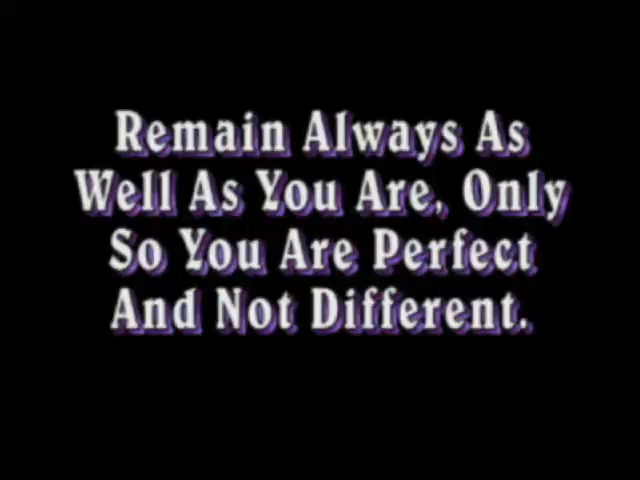 Remain Always As
Well As You Are, Only
So You Are Perfect
And Not Different.